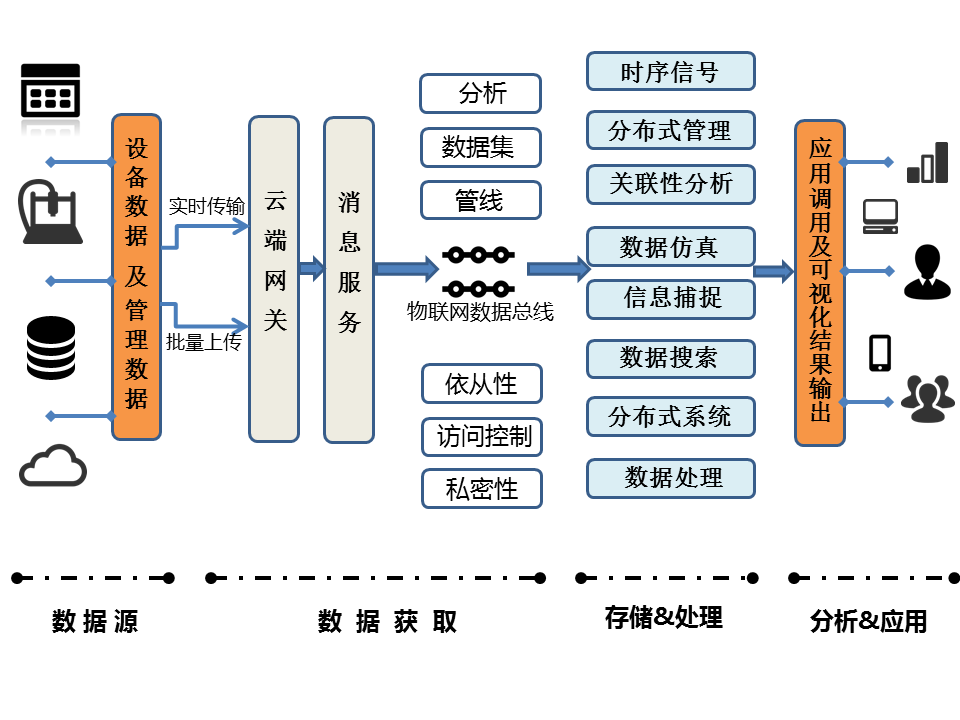 设备数据及管理数据
实时传输
批量上传
云端网关
消息服务
分析
数据集
管线
物联网数据总线
依从性
访问控制
私密性
时序信号
分布式管理
关联性分析
数据仿真
信息捕捉
数据搜索
分布式系统
数据处理
应用调用及可视化结果输出
数据源
数据获取
存储&处理
分析&应用